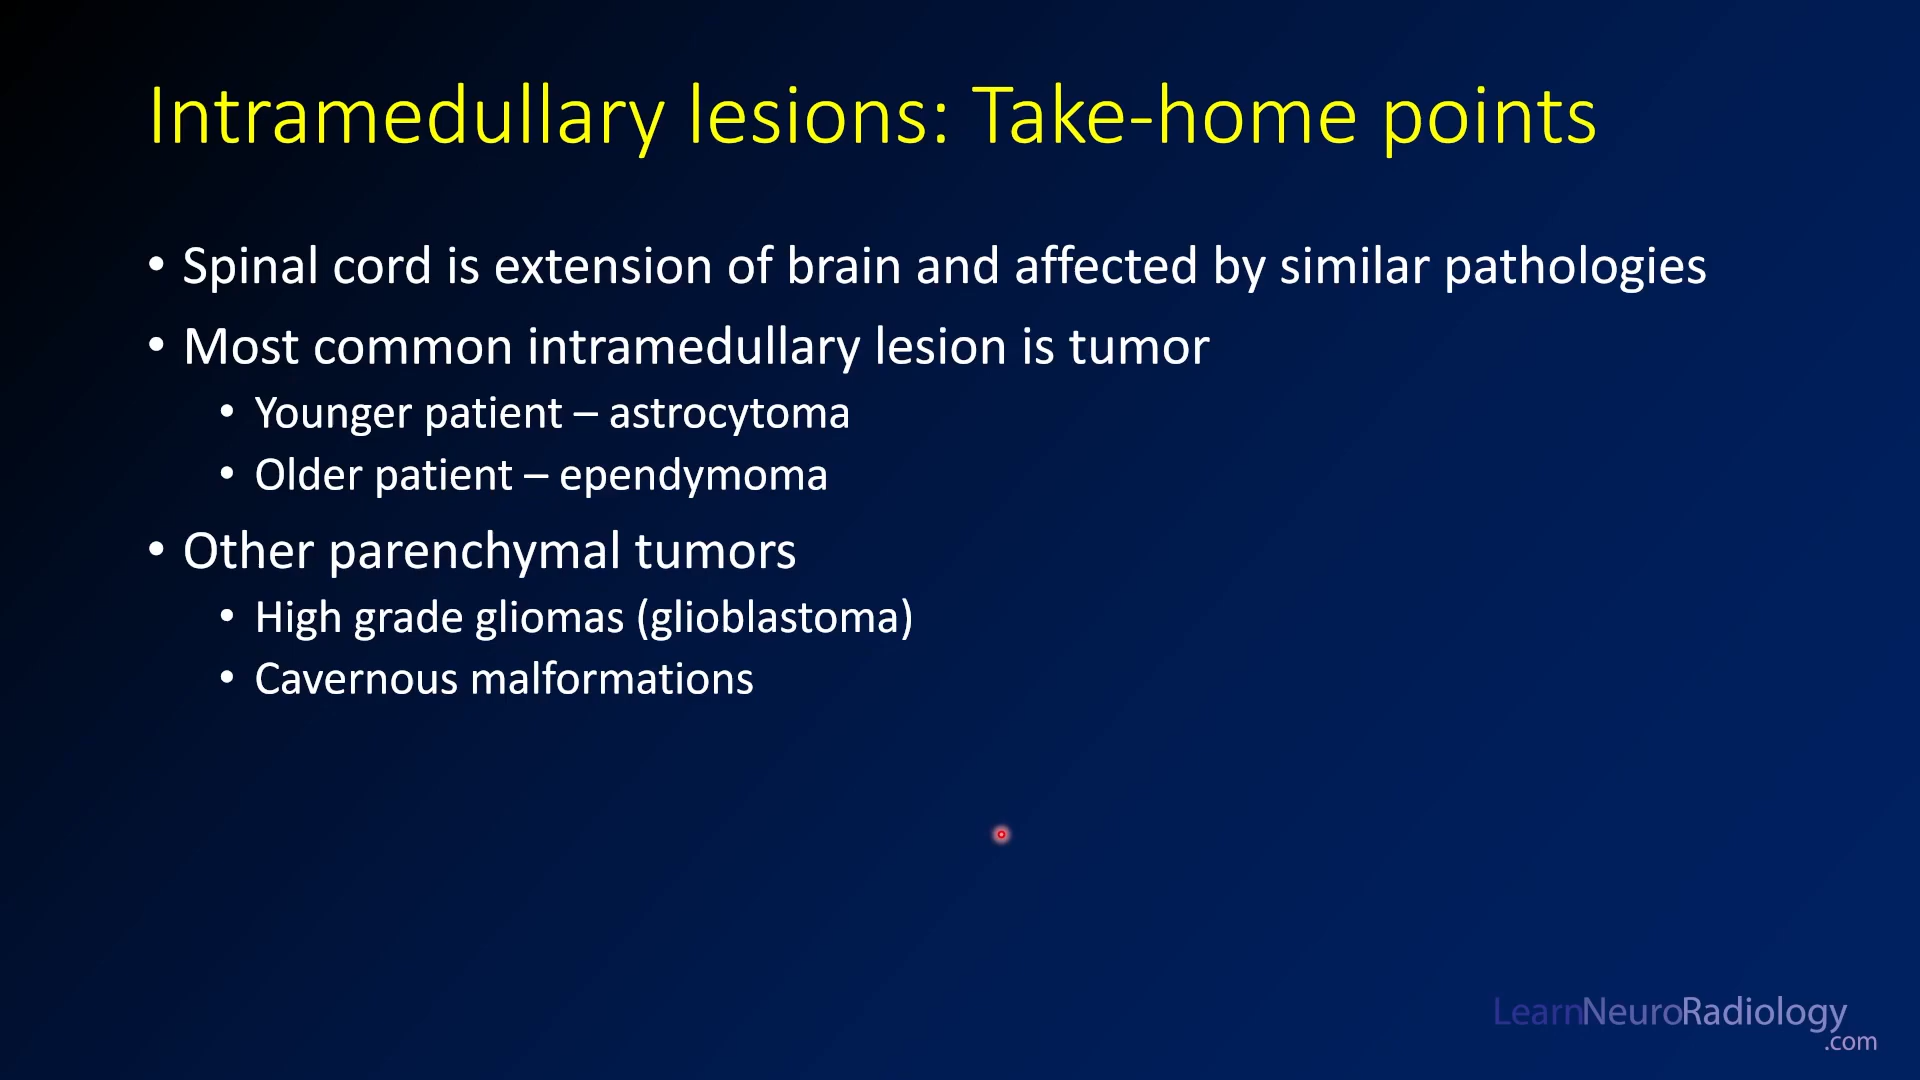 Intramedullary lesions: Take-home points
• Spinal cord is extension of brain and affected by similar pathologies
• Most common intramedullary lesion is tumor
• Younger patient – astrocytoma
• Older patient – ependymoma
• Other parenchymal tumors
• High grade gliomas (glioblastoma)
• Cavernous malformations
LearnNeuroRadiology
.com